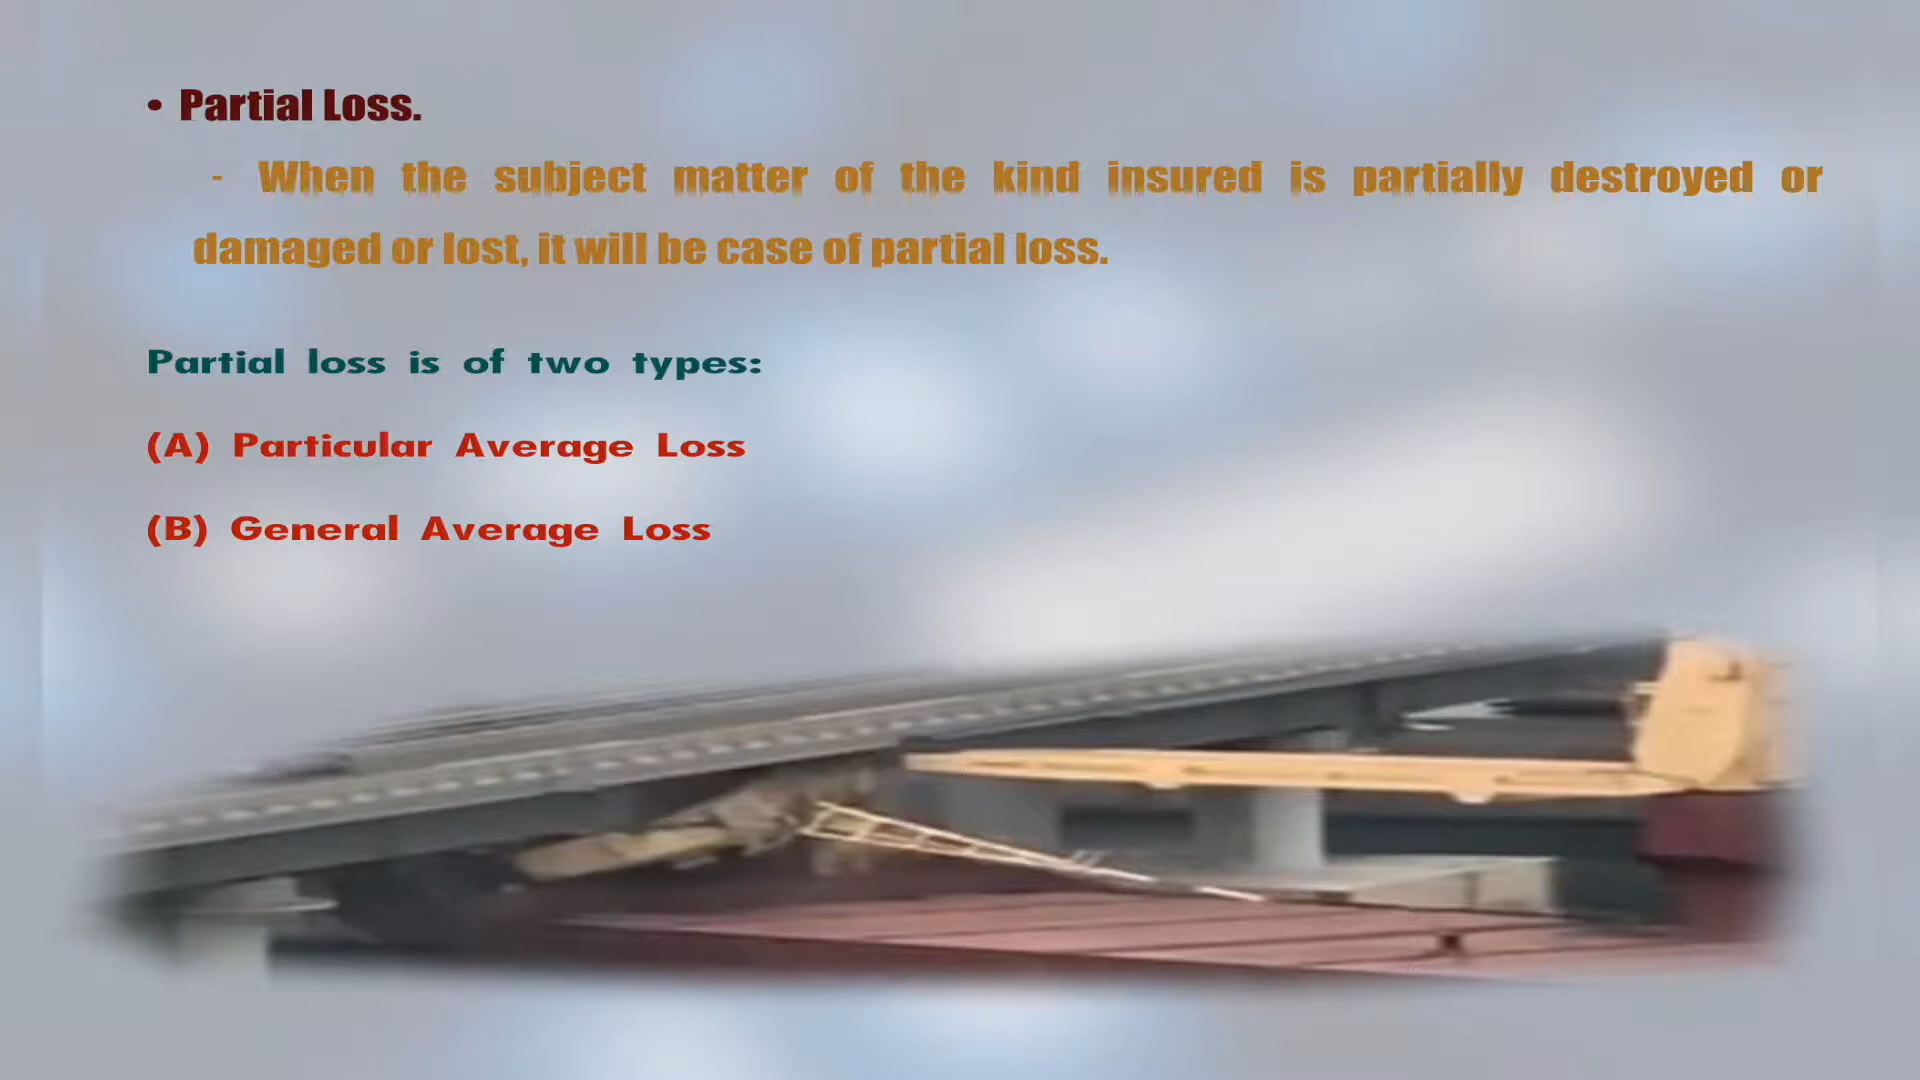 • Partial Loss.
- When the subject matter of the kind insured is partially destroyed or
damaged or lost, it will be case of partial loss.
Partial loss is of two types:
(A) Particular Average Loss
(B) General Average Loss